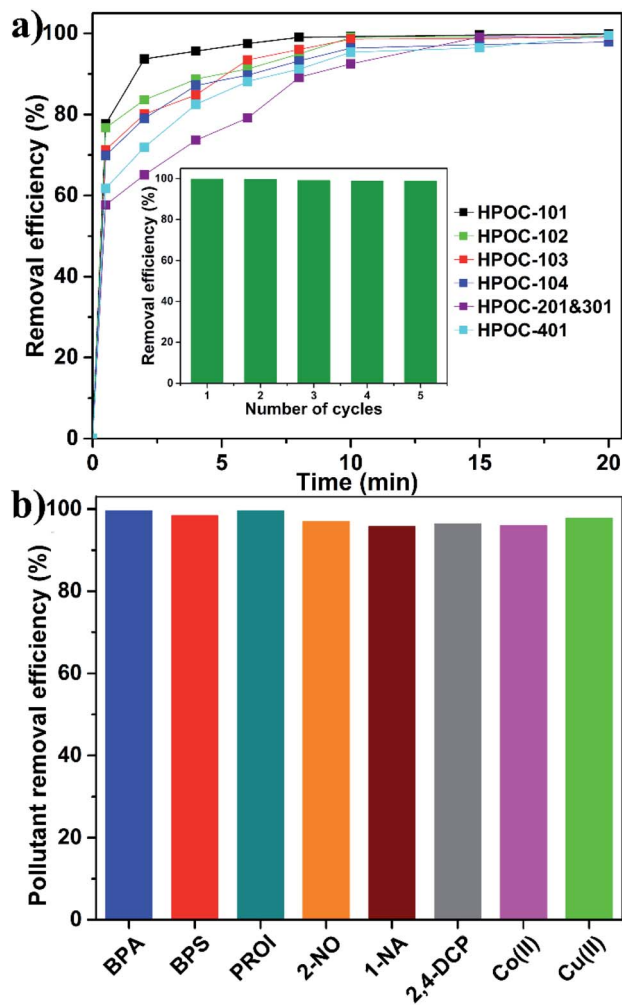 a)
Removal efficiency (%)
100
80
60
40
20
0
0
5
10
15
20
Time (min)
Removal efficiency (%)
100
80
60
40
20
0
1
2
3
4
5
Number of cycles
HPOC-101
HPOC-102
HPOC-103
HPOC-104
HPOC-201&301
HPOC-401
b)
Pollutant removal efficiency (%)
100
80
60
40
20
0
BPA
BPS
PROI
2-NO
1-NA
2,4-DCP
Co(II)
Cu(II)